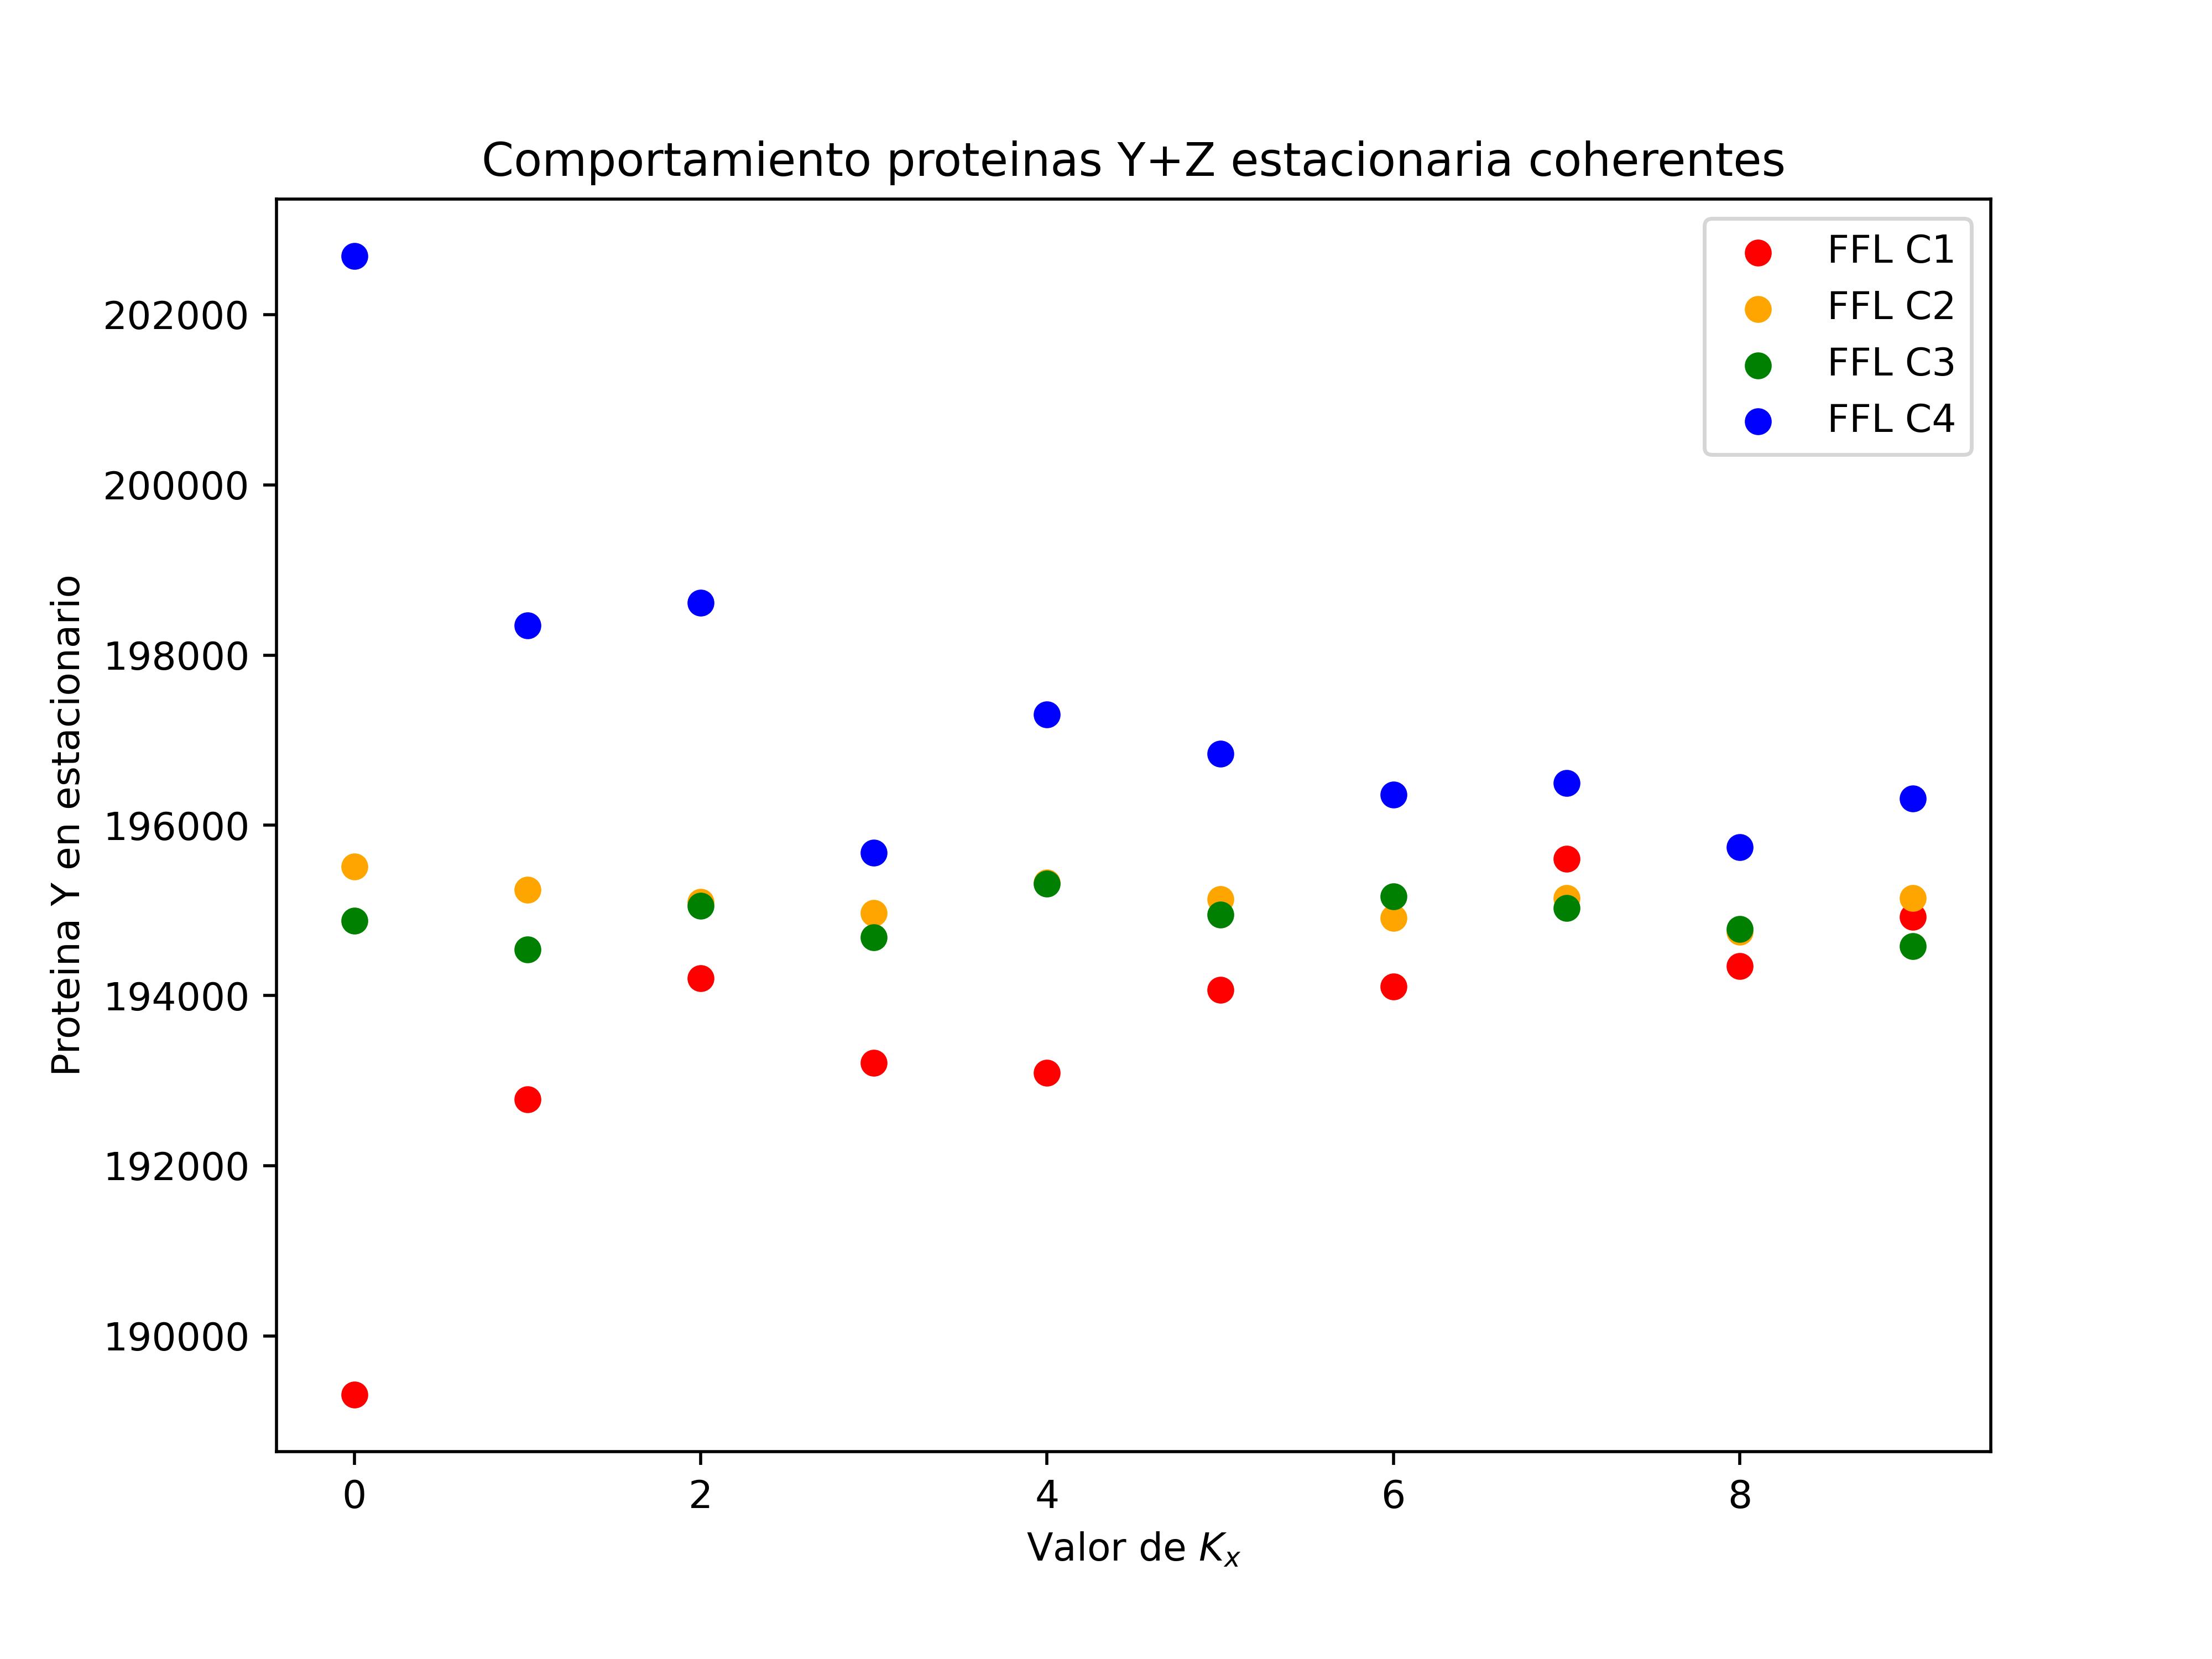 Comportamiento proteinas Y+Z estacionaria coherentes
FFL C1
FFL C2
FFL C3
FFL C4
202000
200000
198000
196000
194000
192000
190000
Proteina Y en estacionario
0 2 4 6 8
Valor de Kₓ